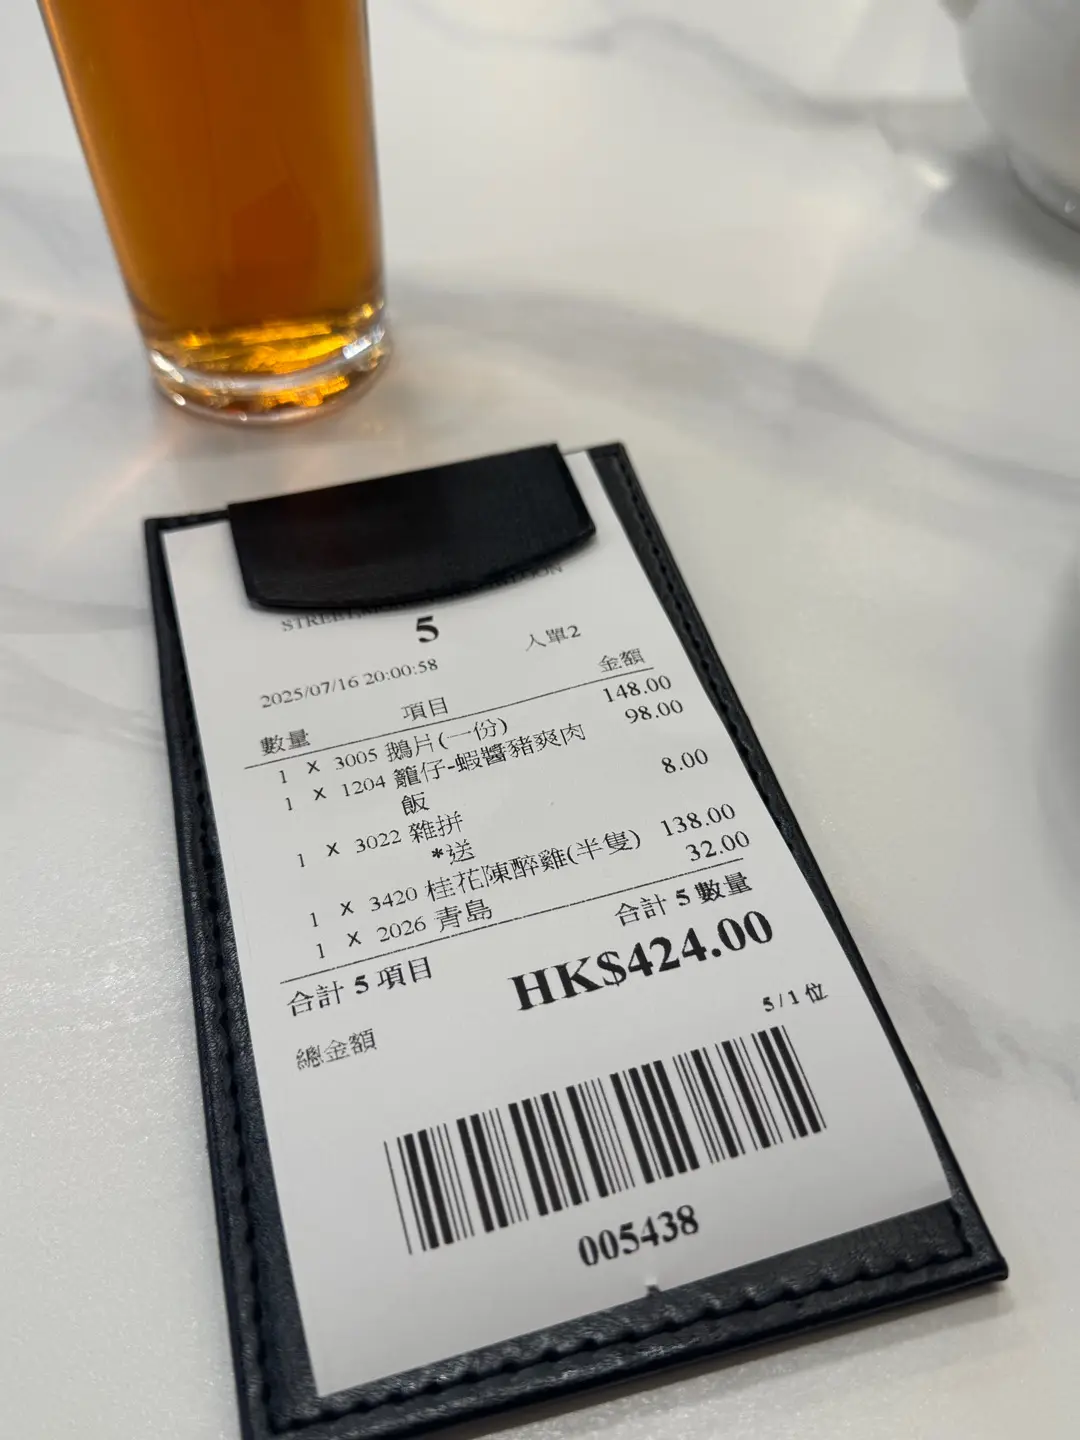 STREET,
5
人單2
2025/07/16 20:00:58
數量 項目 金額
1 X 3005 鵝片(一份) 148.00
1 X 1204 籠仔-蝦醬豬爽肉 98.00
飯
1 X 3022 雜拼 8.00
*送
1 X 3420 桂花陳醉雞(半隻) 138.00
1 X 2026 青島 32.00
合計 5 項目 合計 5 數量
總金額 HK$424.00
5 / 1 位
005438